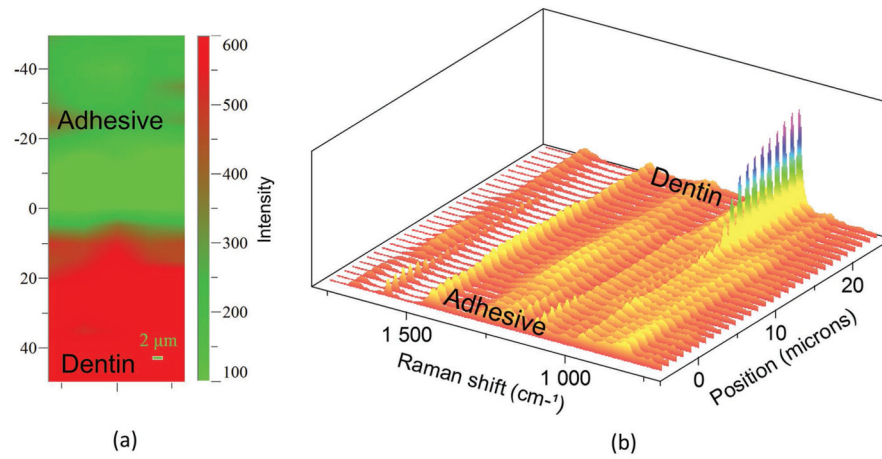 -40
-20
0
20
40
Adhesive
Dentin
2 µm
600
500
400
300
200
100
Intensity
(a)
Dentin
Adhesive
1 500
1 000
Raman shift (cm-¹)
0
10
20
Position (microns)
(b)